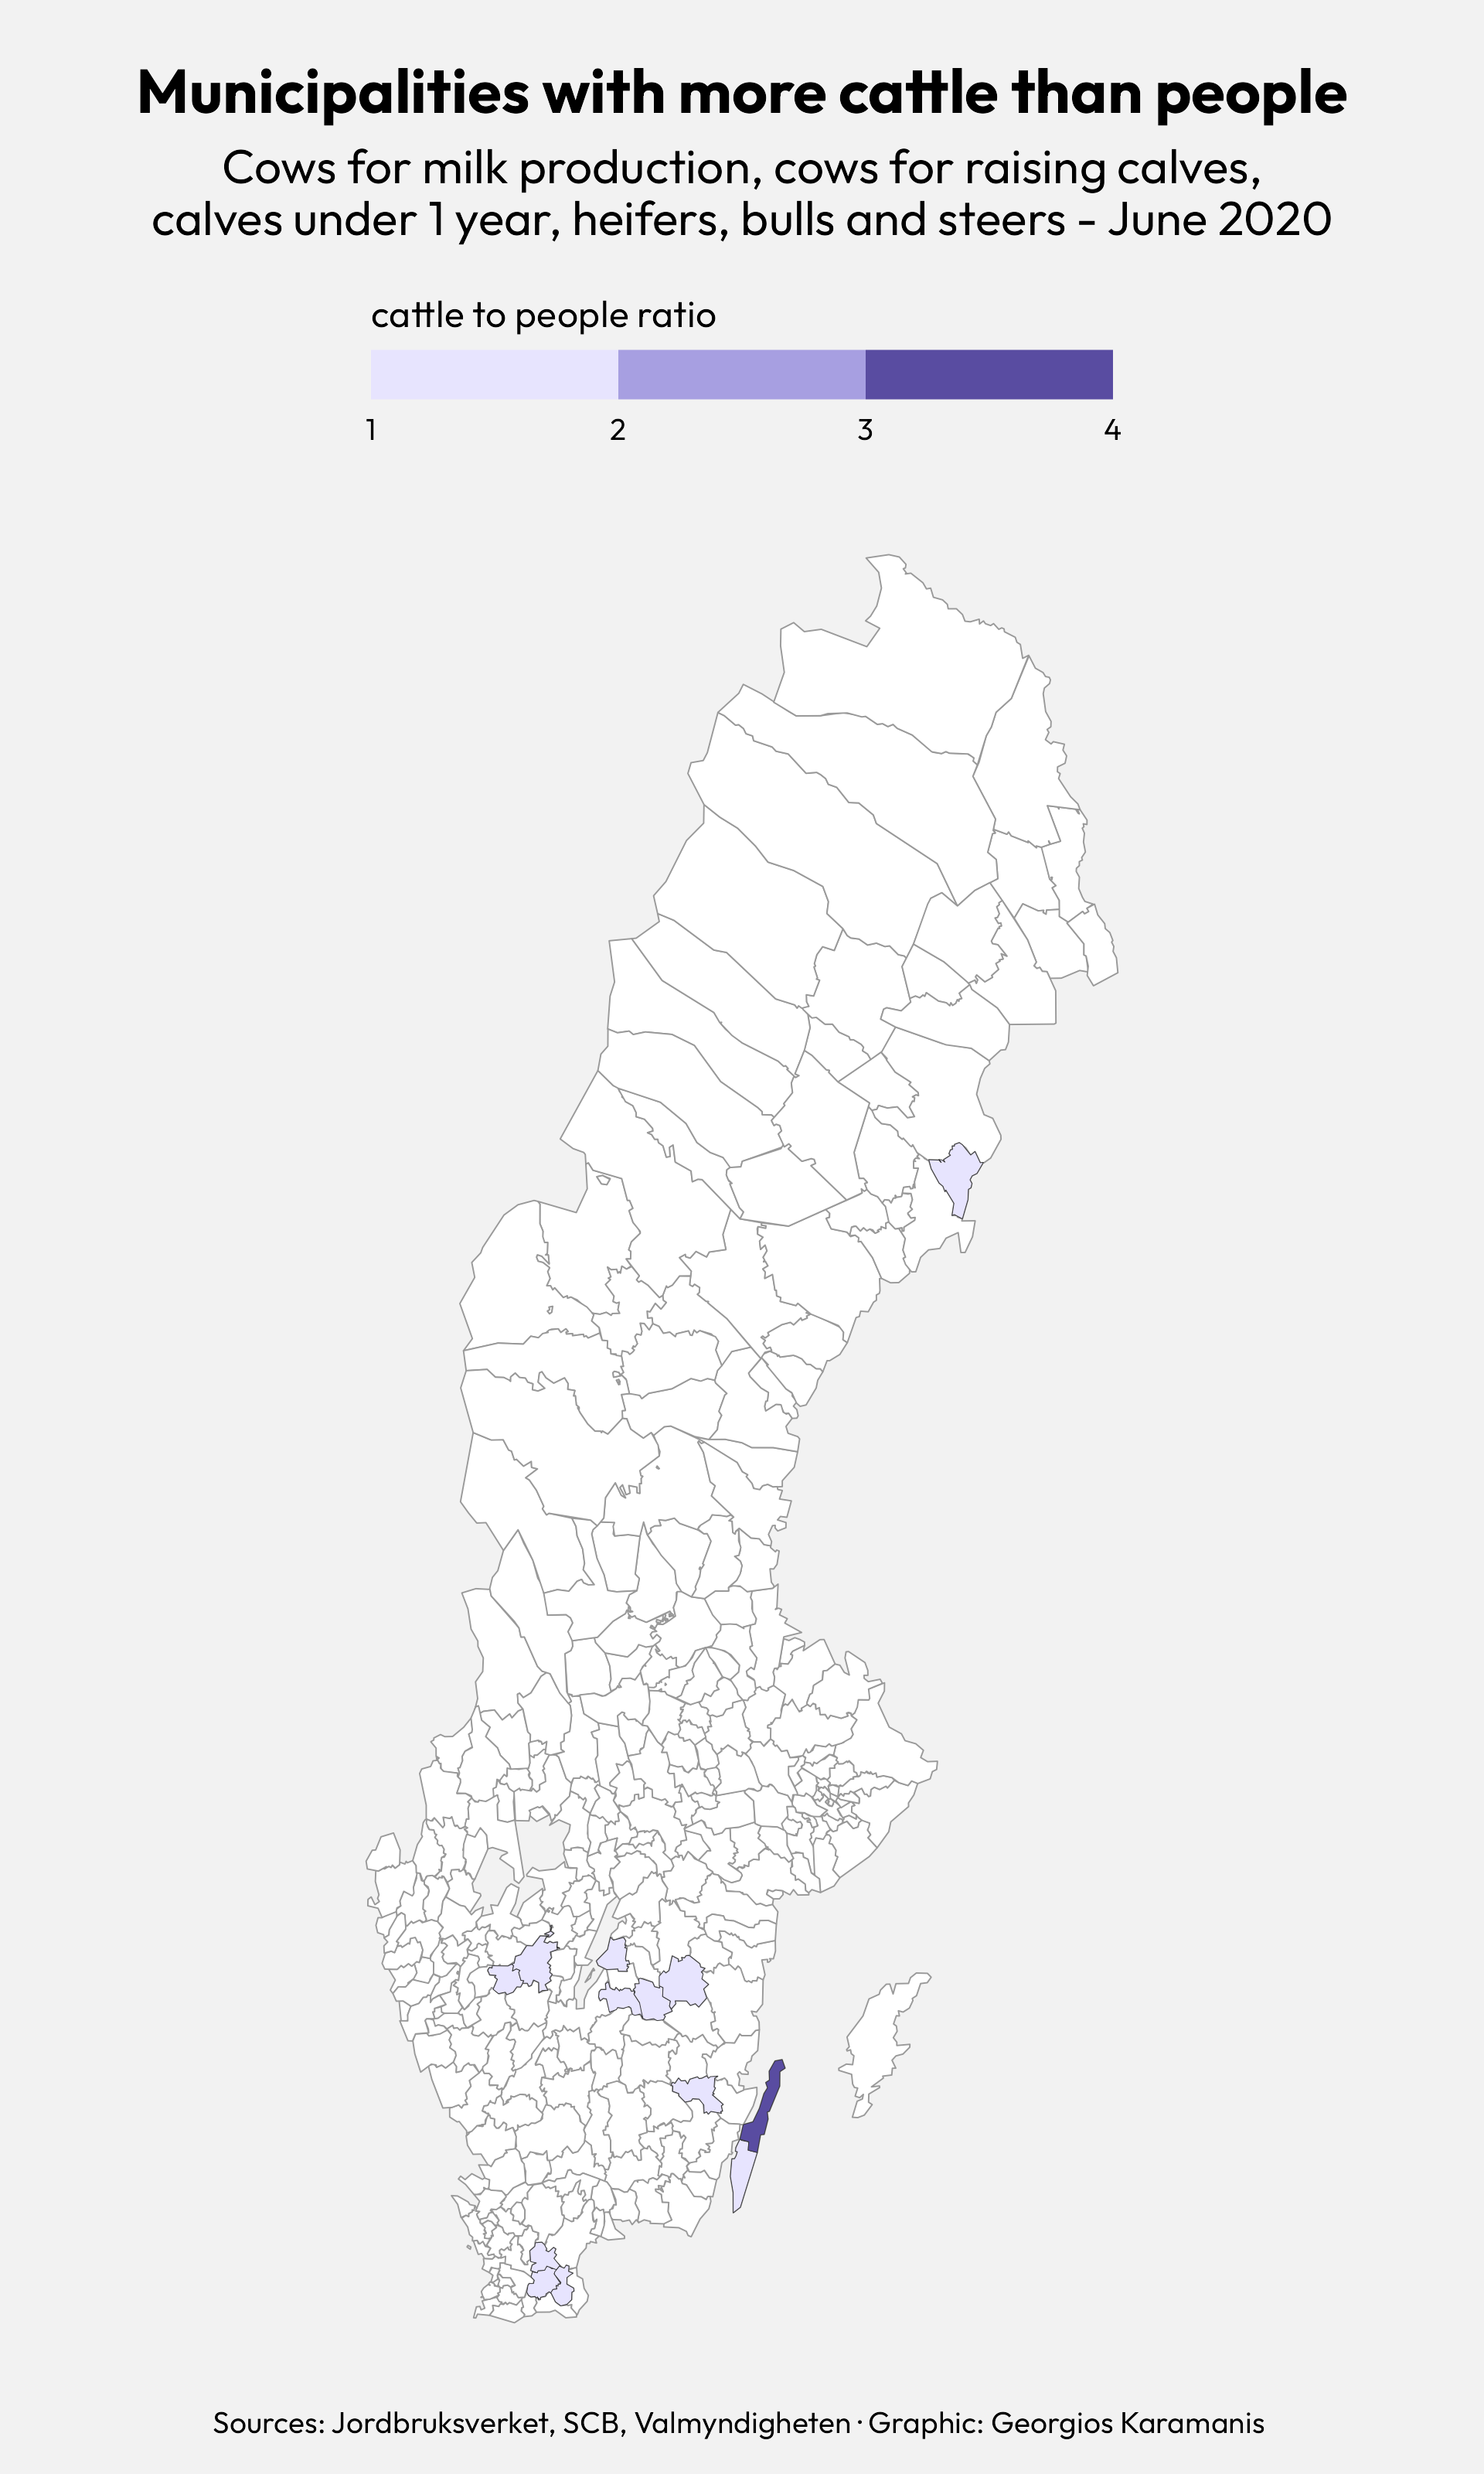 Municipalities with more cattle than people
Cows for milk production, cows for raising calves,
calves under 1 year, heifers, bulls and steers - June 2020
cattle to people ratio
1 2 3 4
Sources: Jordbruksverket, SCB, Valmyndigheten · Graphic: Georgios Karamanis